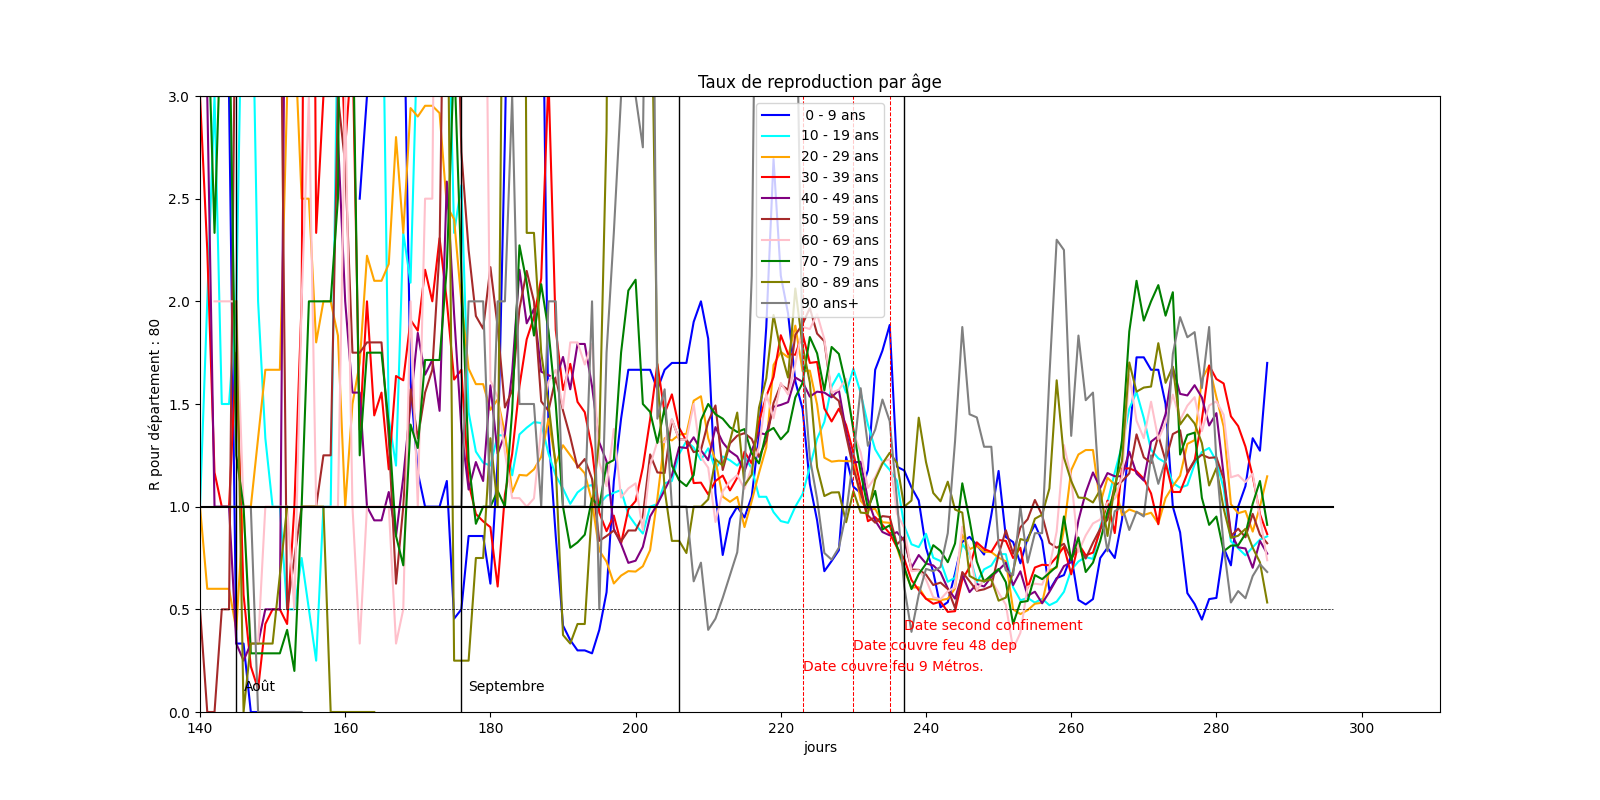 Taux de reproduction par âge
3.0
2.5
2.0
1.5
1.0
0.5
0.0
R pour département : 80
0 - 9 ans
10 - 19 ans
20 - 29 ans
30 - 39 ans
40 - 49 ans
50 - 59 ans
60 - 69 ans
70 - 79 ans
80 - 89 ans
90 ans+
Date second confinement
Date couvre feu 48 dep
Date couvre feu 9 Métros.
Août
Septembre
140 160 180 200 220 240 260 280 300
jours